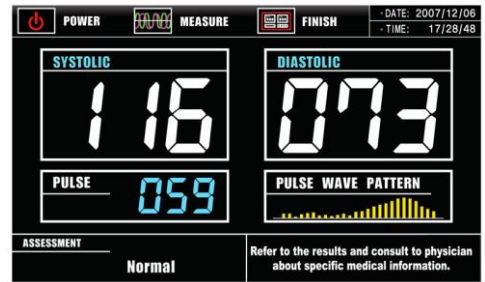 POWER
MEASURE
FINISH
· DATE: 2007/12/06
· TIME: 17/28/48
SYSTOLIC
116
DIASTOLIC
073
PULSE
059
PULSE WAVE PATTERN
ASSESSMENT
Normal
Refer to the results and consult to physician
about specific medical information.